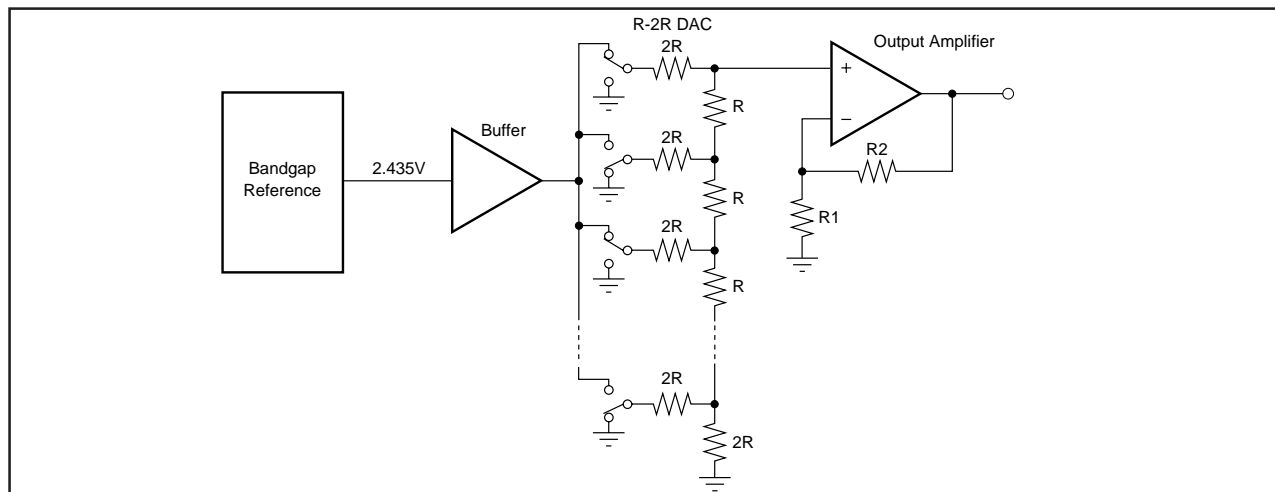 R-2R DAC
Output Amplifier
2R
+
R
−
Buffer
2R
R2
2.435V
Bandgap
Reference
R
R1
2R
R
2R
2R